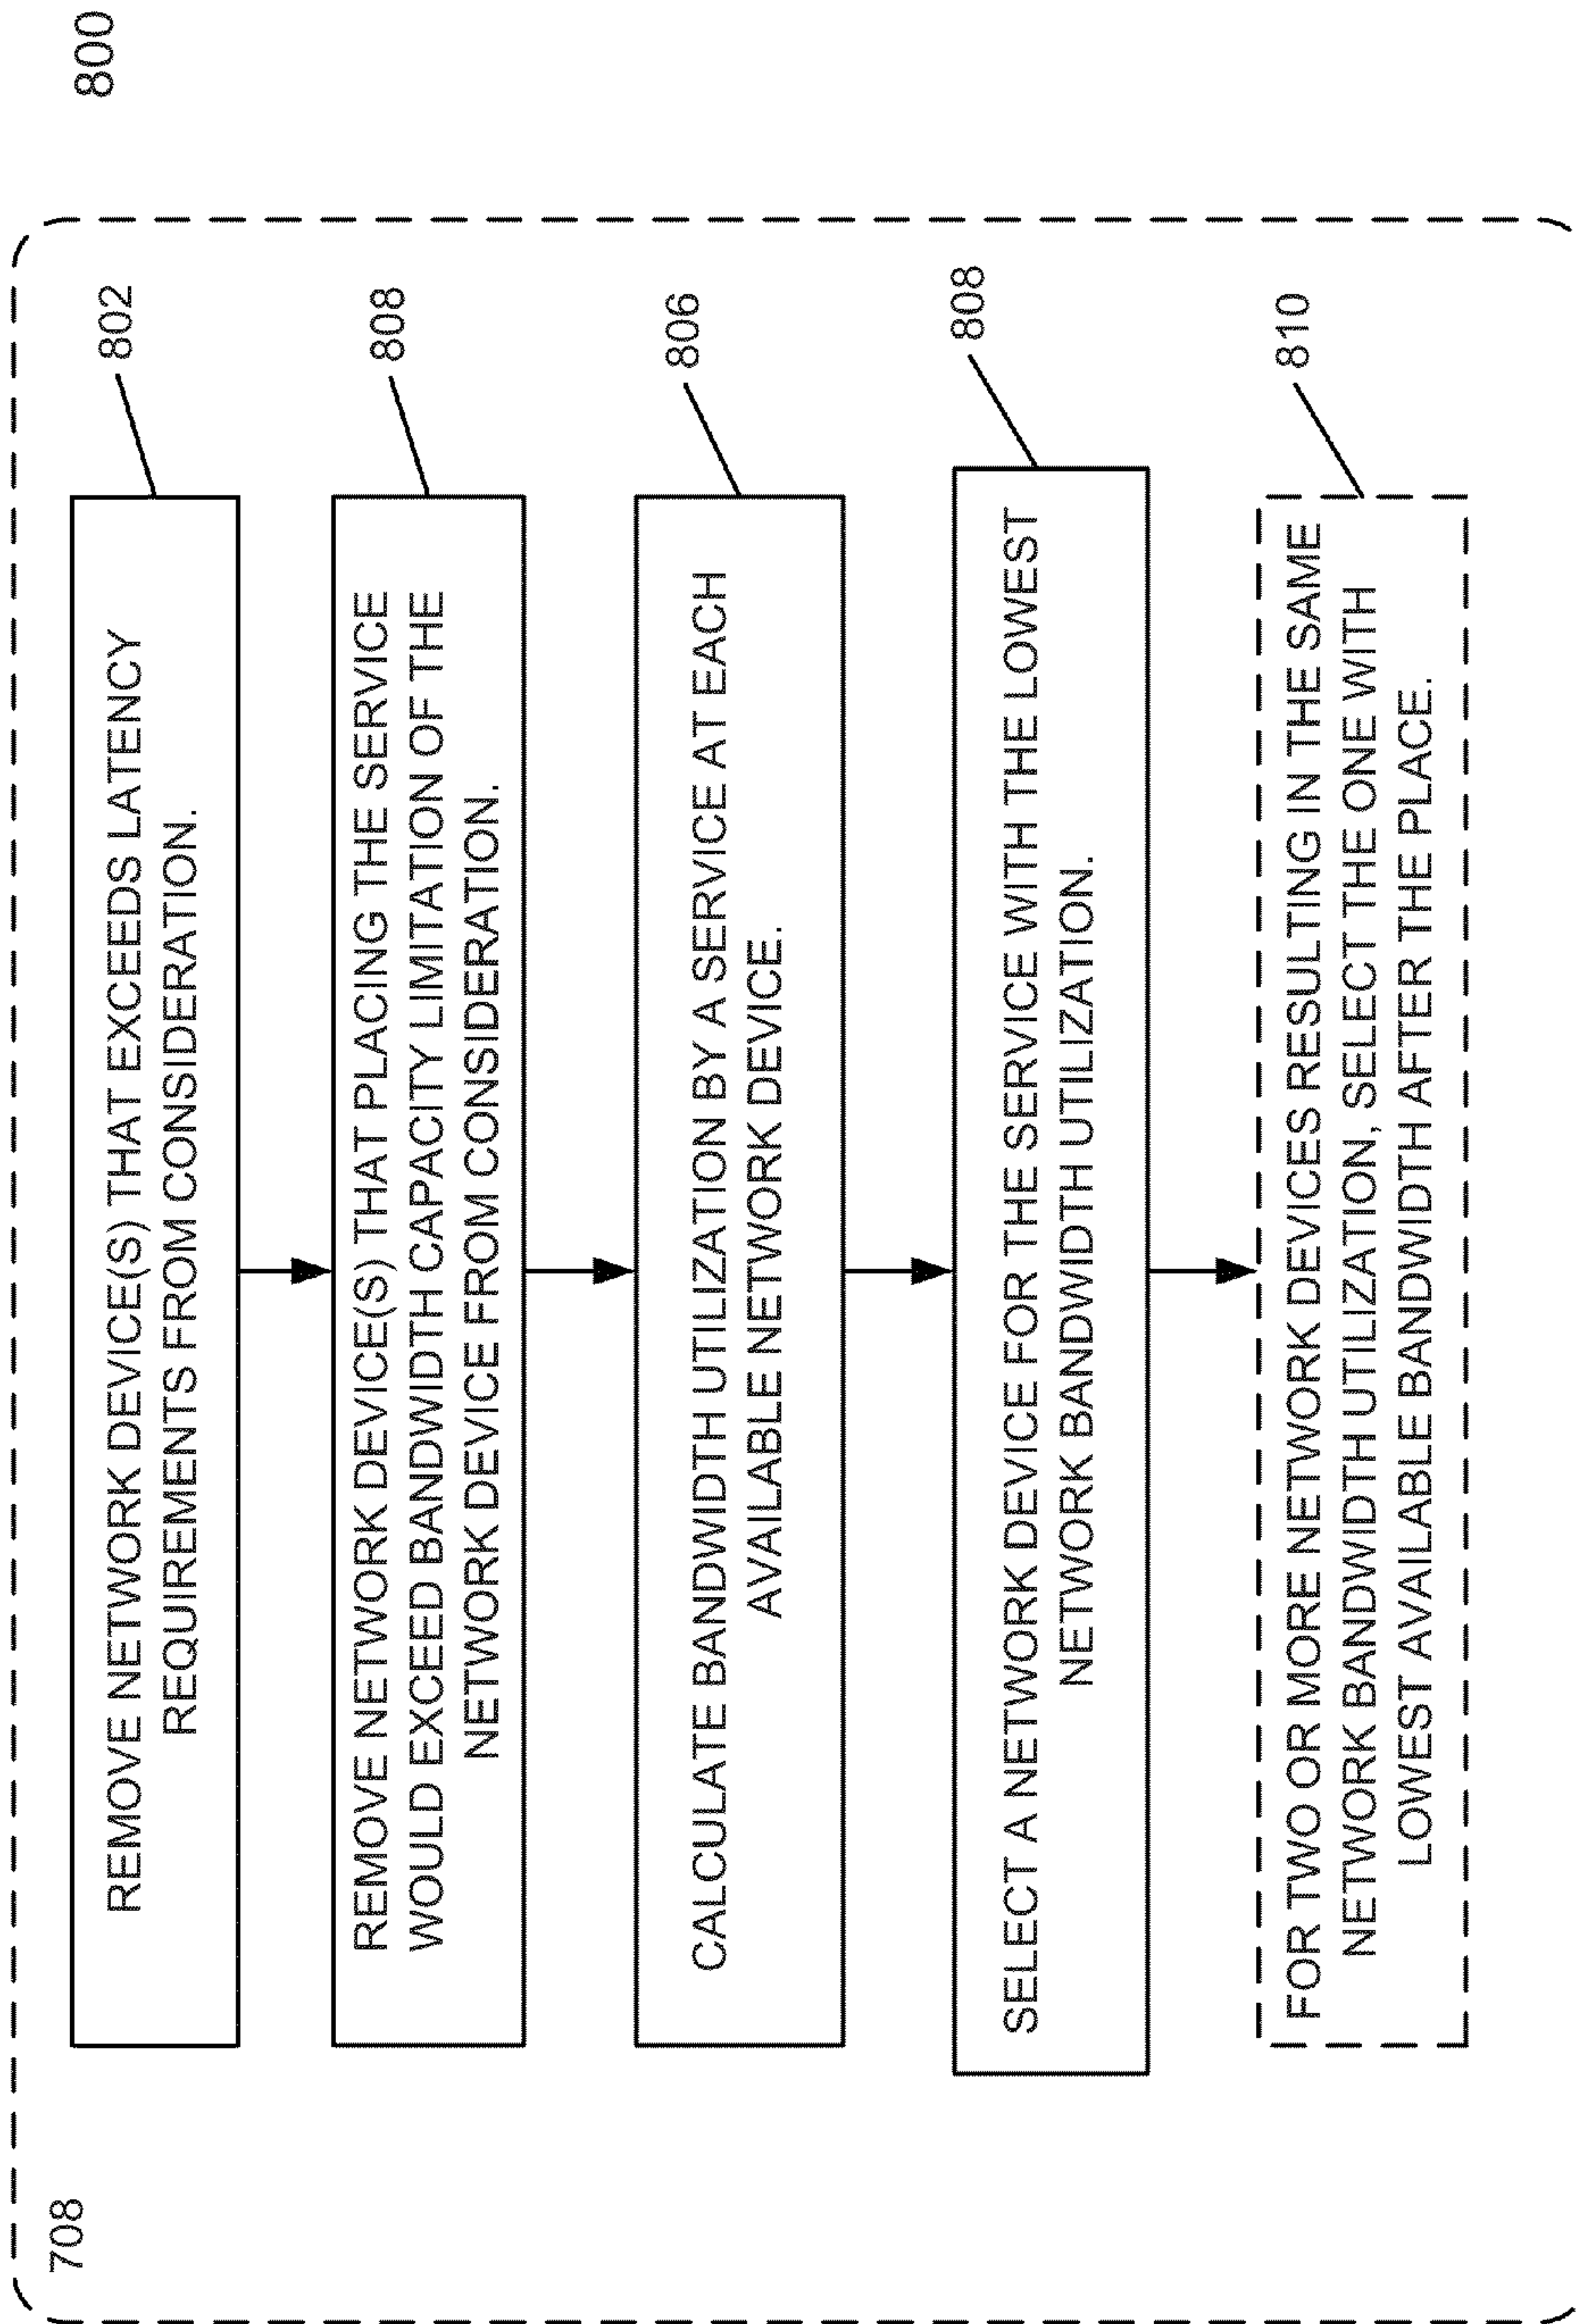 800
708
802
REMOVE NETWORK DEVICE(S) THAT EXCEEDS LATENCY
REQUIREMENTS FROM CONSIDERATION.
808
REMOVE NETWORK DEVICE(S) THAT PLACING THE SERVICE
WOULD EXCEED BANDWIDTH CAPACITY LIMITATION OF THE
NETWORK DEVICE FROM CONSIDERATION.
806
CALCULATE BANDWIDTH UTILIZATION BY A SERVICE AT EACH
AVAILABLE NETWORK DEVICE.
808
SELECT A NETWORK DEVICE FOR THE SERVICE WITH THE LOWEST
NETWORK BANDWIDTH UTILIZATION.
810
FOR TWO OR MORE NETWORK DEVICES RESULTING IN THE SAME
NETWORK BANDWIDTH UTILIZATION, SELECT THE ONE WITH
LOWEST AVAILABLE BANDWIDTH AFTER THE PLACE.